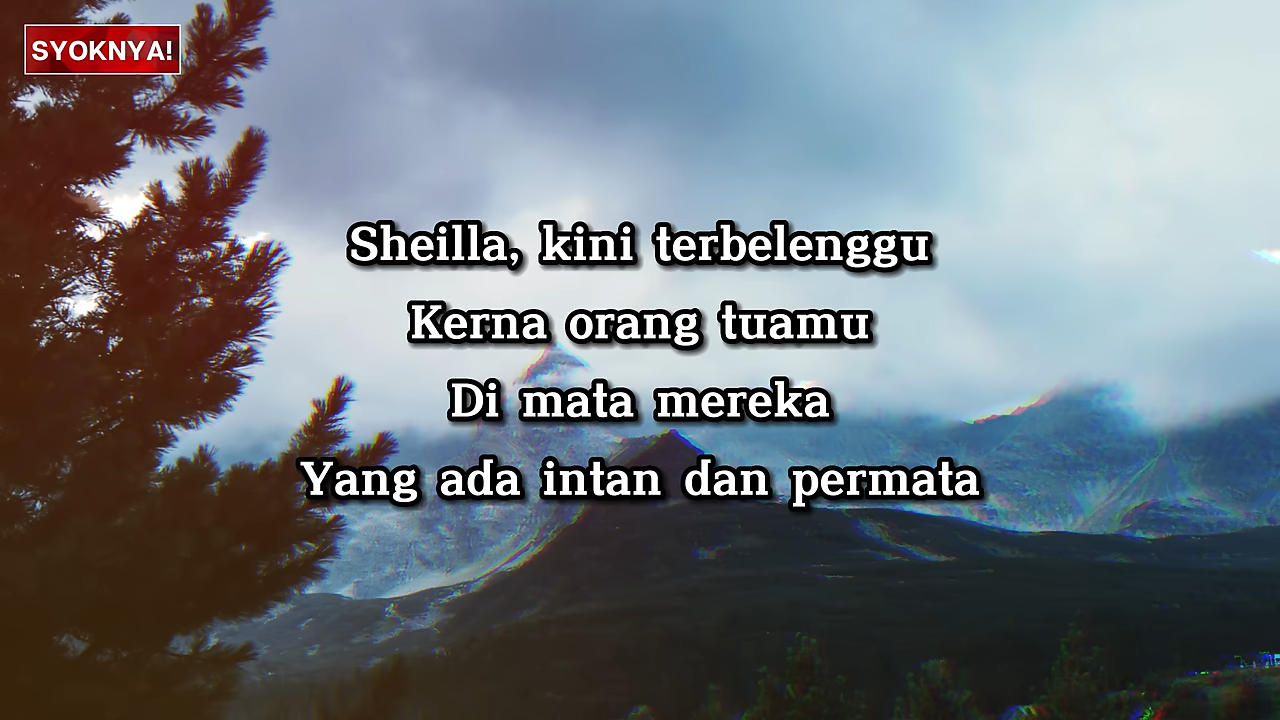 SYOKNYA!
Sheilla, kini terbelenggu
Kerna orang tuamu
Di mata mereka
Yang ada intan dan permata